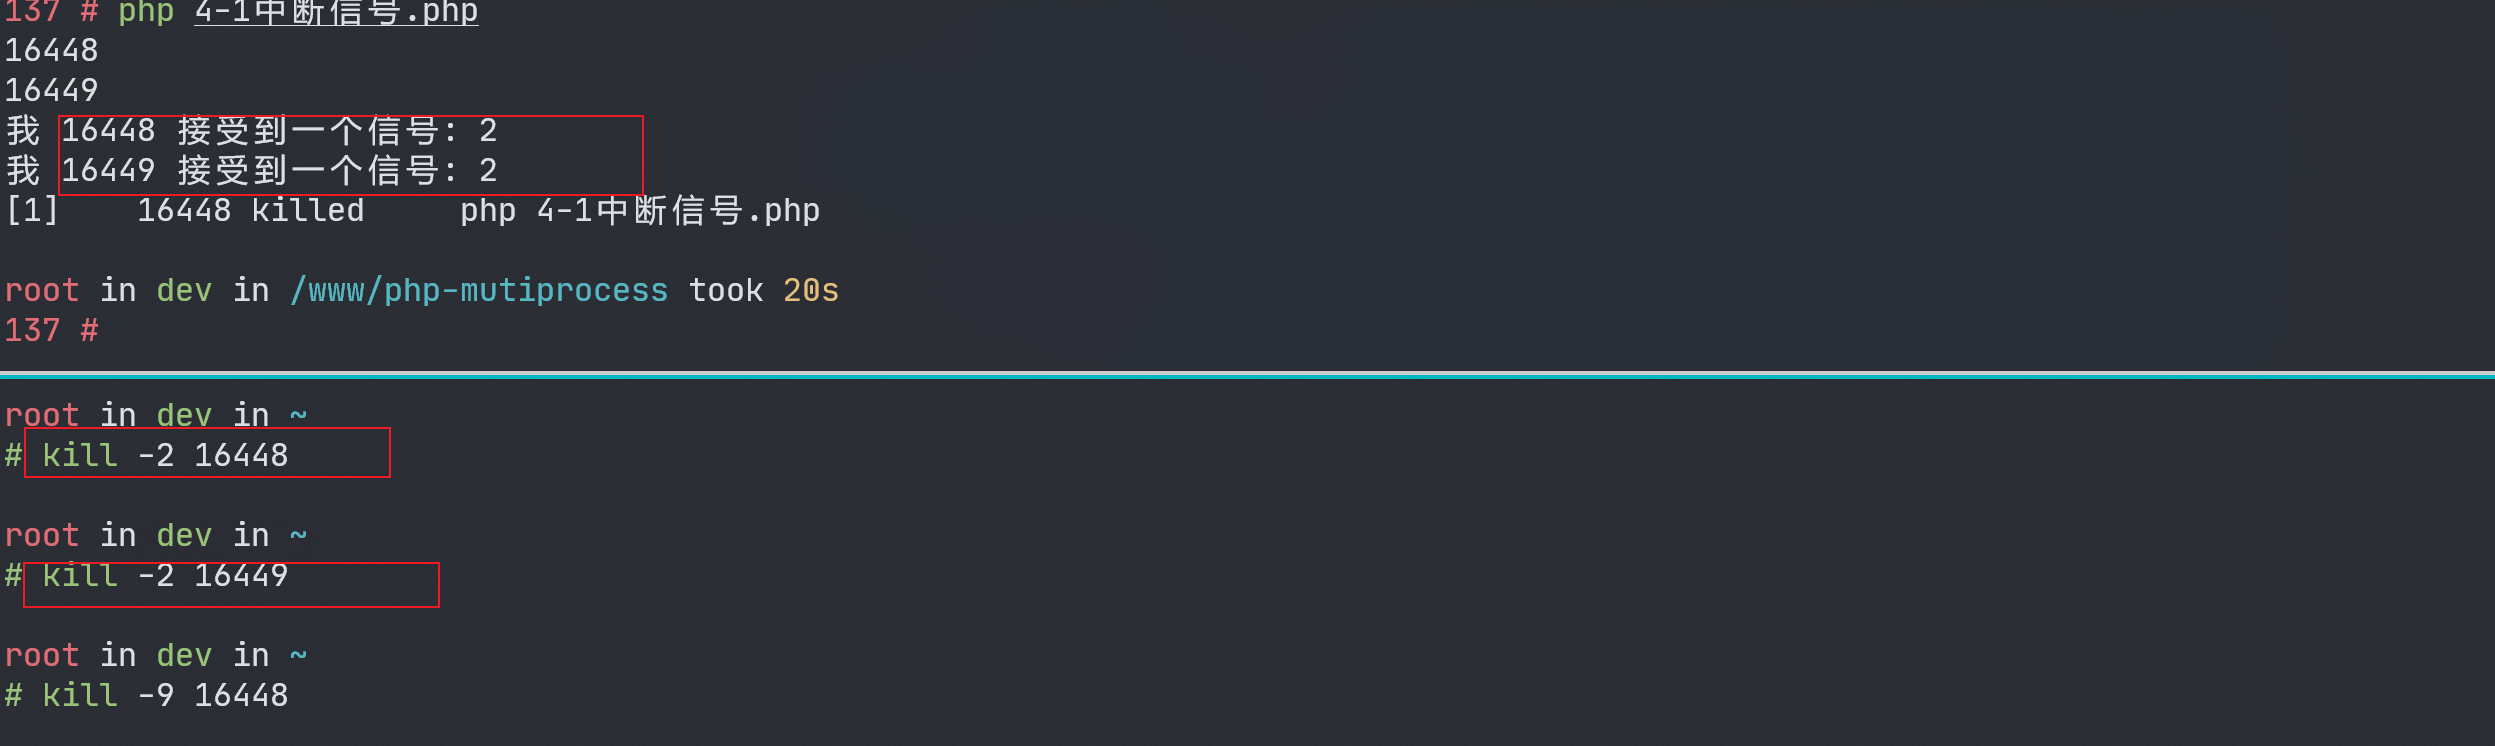 137 # php 4-1中断信号.php
16448
16449
我 16448 接受到一个信号: 2
我 16449 接受到一个信号: 2
[1]    16448 killed     php 4-1中断信号.php
root in dev in /www/php-mutiprocess took 20s
137 #
root in dev in ~
# kill -2 16448
root in dev in ~
# kill -2 16449
root in dev in ~
# kill -9 16448